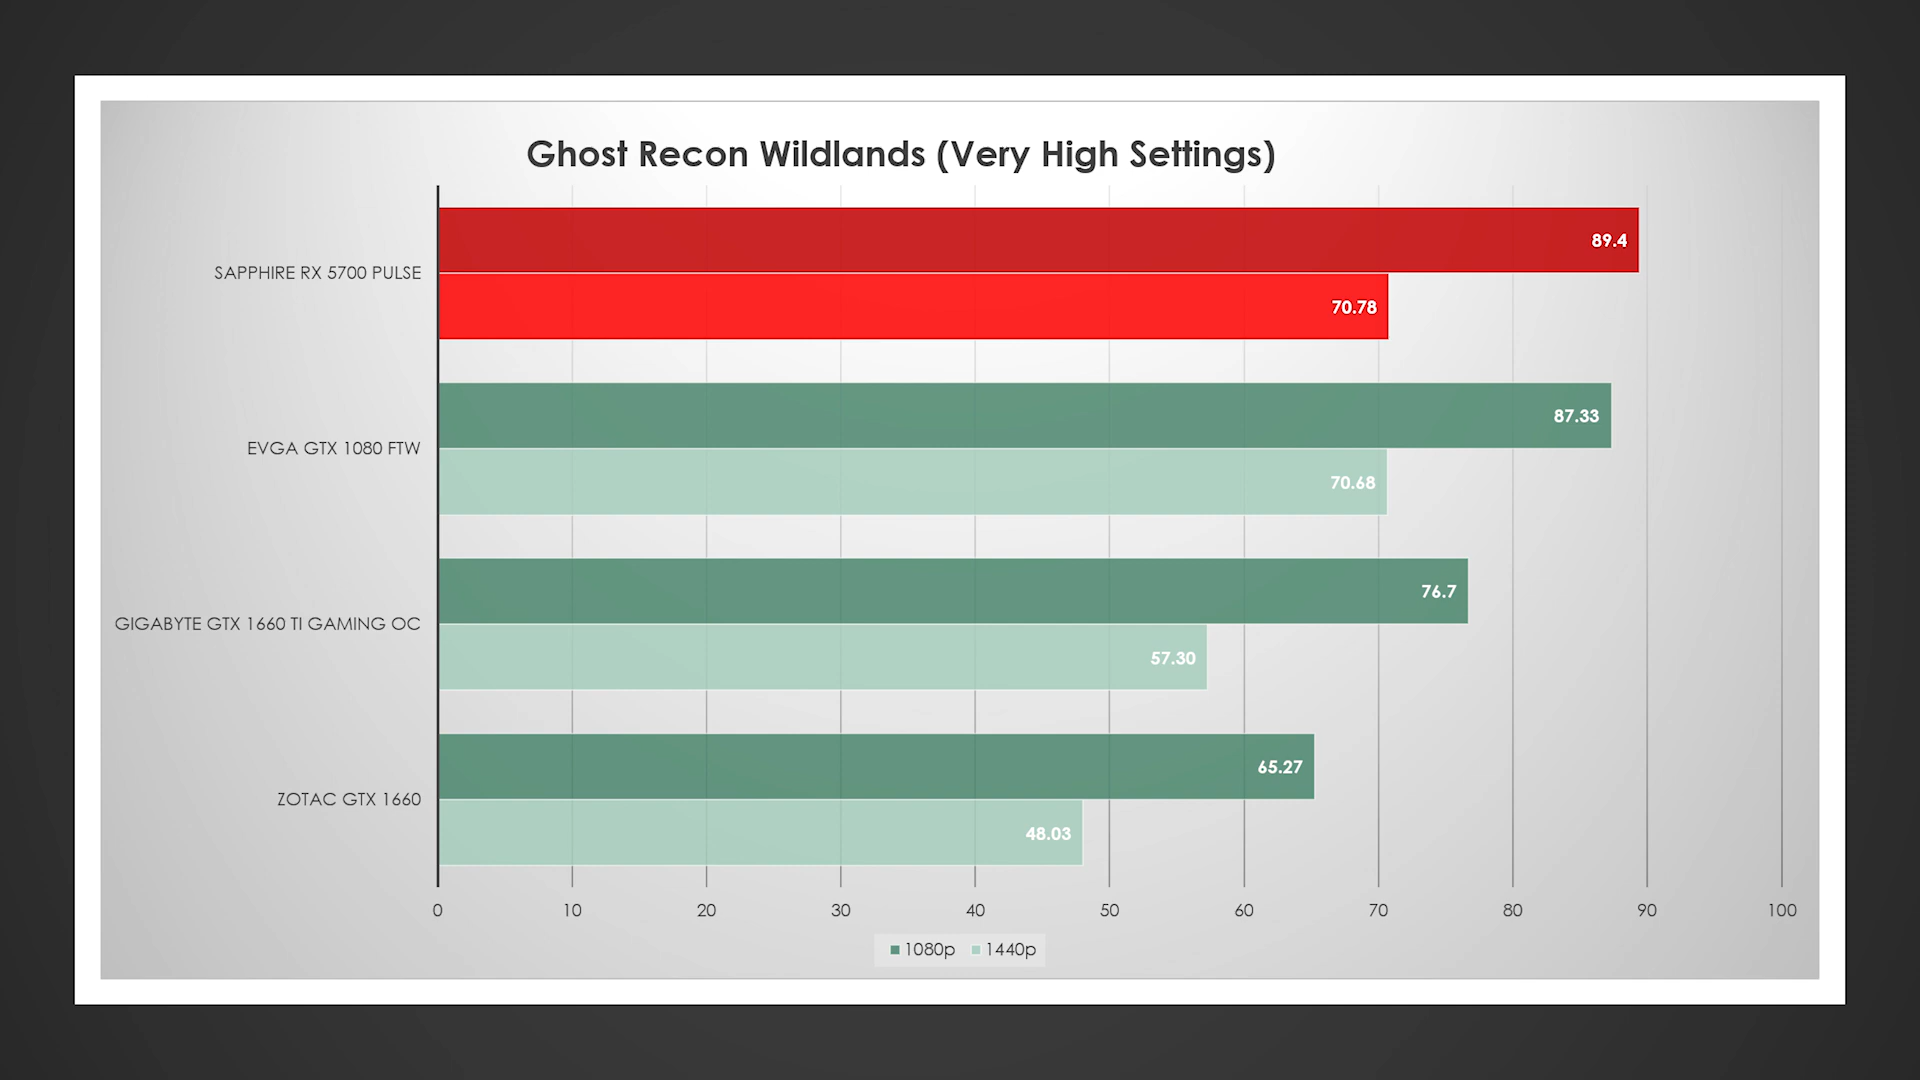 Ghost Recon Wildlands (Very High Settings)
SAPPHIRE RX 5700 PULSE
89.4
70.78
EVGA GTX 1080 FTW
87.33
70.68
GIGABYTE GTX 1660 TI GAMING OC
76.7
57.30
ZOTAC GTX 1660
65.27
48.03
0 10 20 30 40 50 60 70 80 90 100
1080p 1440p